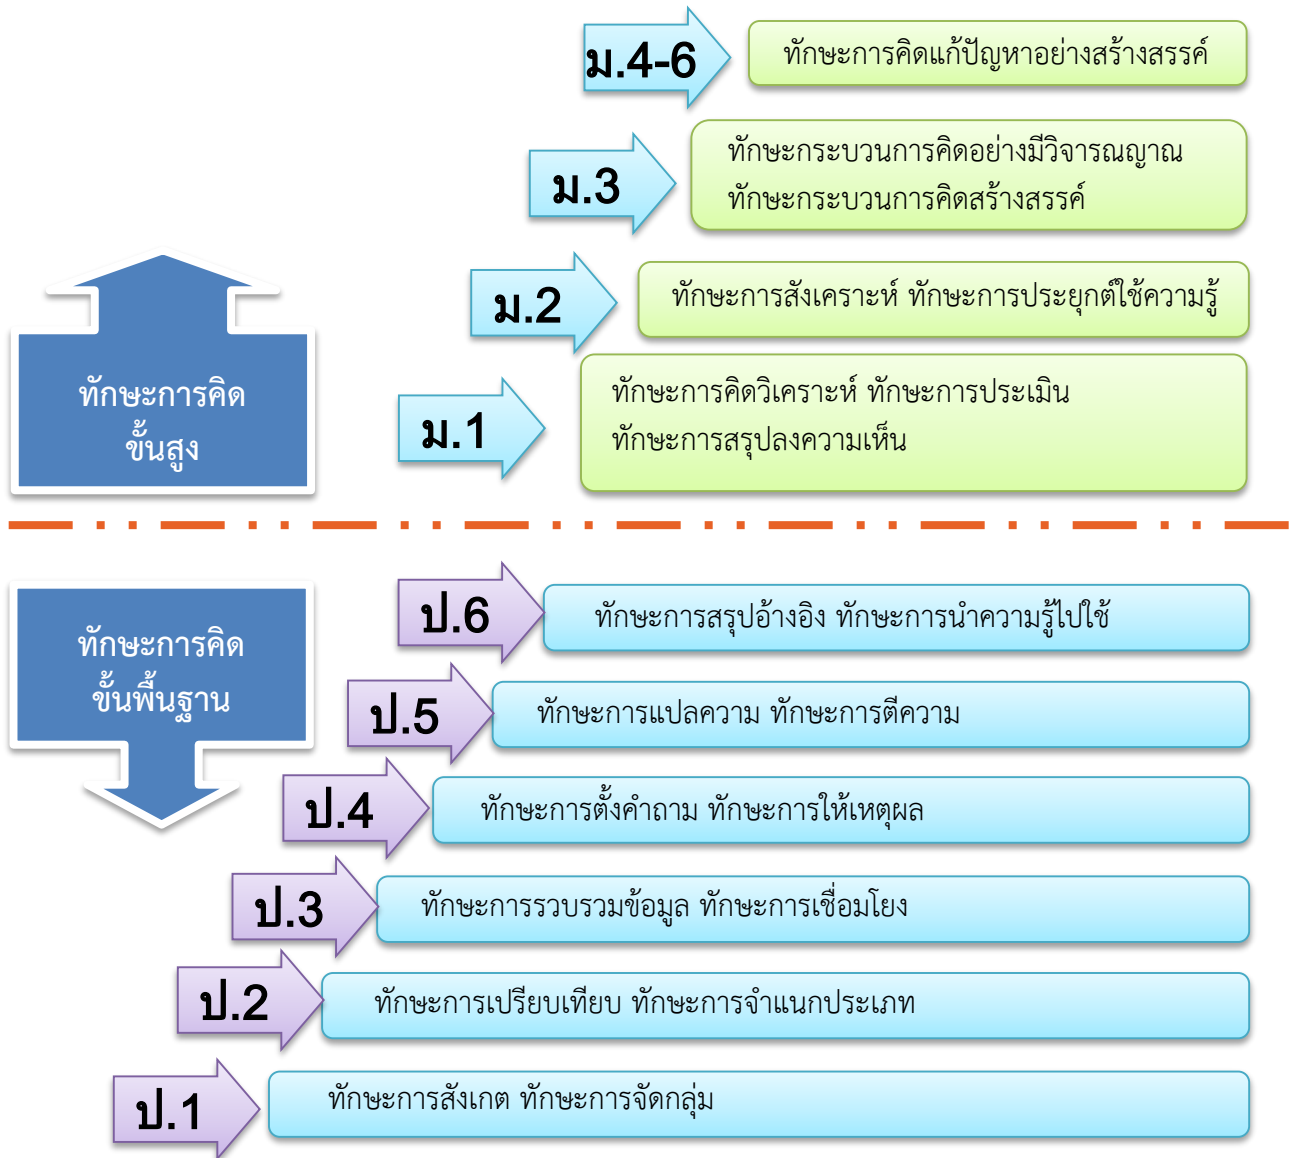 ม.4-6
ทักษะการคิดแก้ปัญหาอย่างสร้างสรรค์
ม.3
ทักษะกระบวนการคิดอย่างมีวิจารณญาณ
ทักษะกระบวนการคิดสร้างสรรค์
ม.2
ทักษะการสังเคราะห์ ทักษะการประยุกต์ใช้ความรู้
ทักษะการคิด
ขั้นสูง
ม.1
ทักษะการคิดวิเคราะห์ ทักษะการประเมิน
ทักษะการสรุปลงความเห็น
ทักษะการคิด
ขั้นพื้นฐาน
ป.6
ทักษะการสรุปอ้างอิง ทักษะการนำความรู้ไปใช้
ป.5
ทักษะการแปลความ ทักษะการตีความ
ป.4
ทักษะการตั้งคำถาม ทักษะการให้เหตุผล
ป.3
ทักษะการรวบรวมข้อมูล ทักษะการเชื่อมโยง
ป.2
ทักษะการเปรียบเทียบ ทักษะการจำแนกประเภท
ป.1
ทักษะการสังเกต ทักษะการจัดกลุ่ม